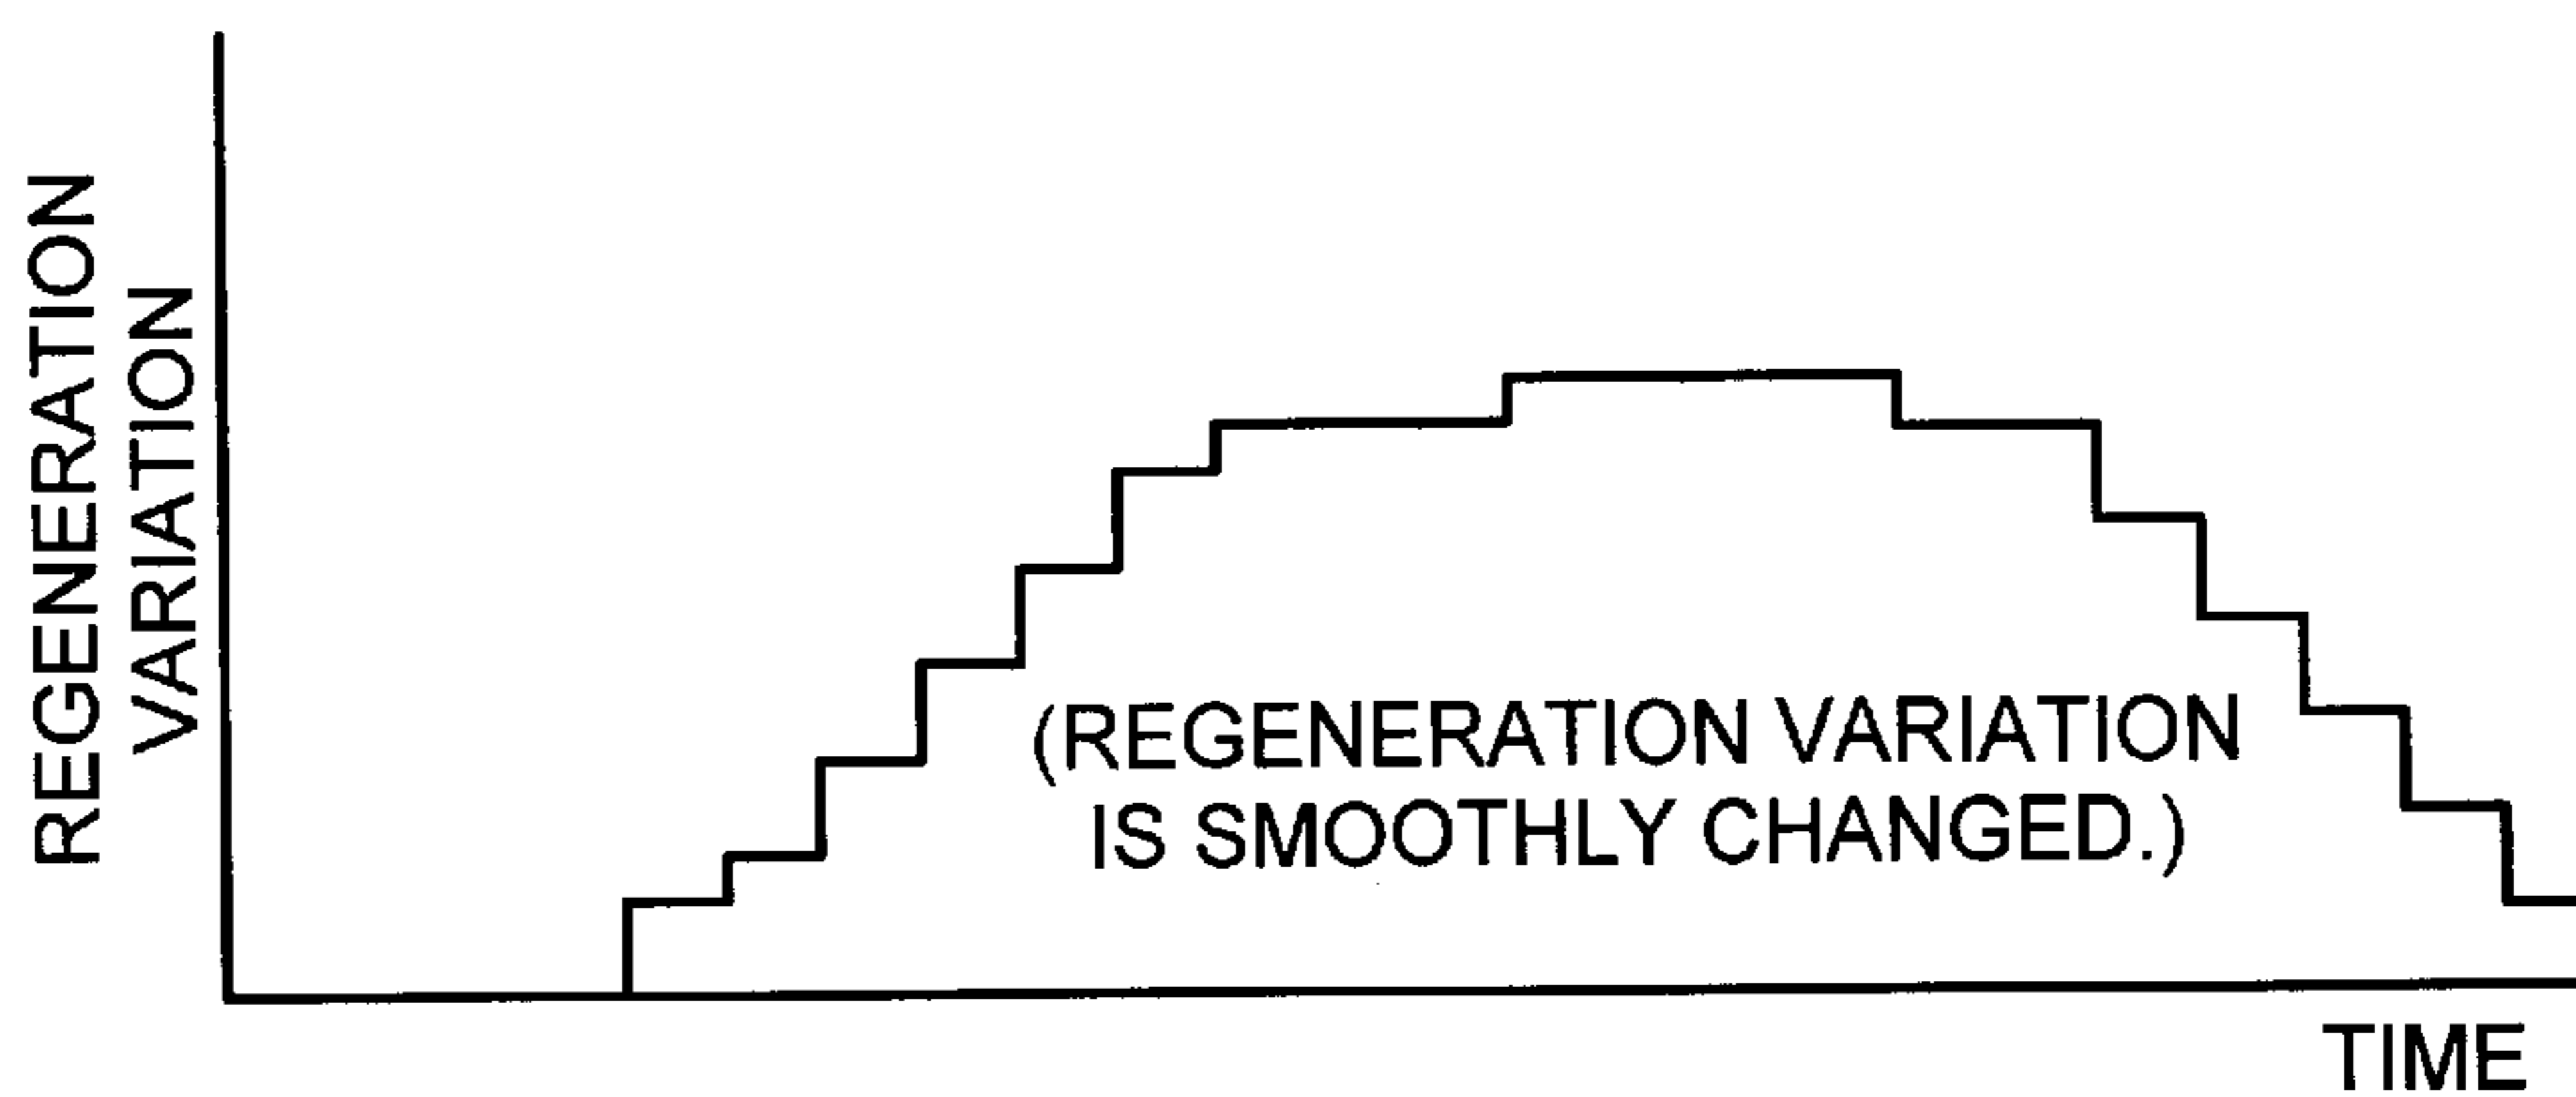 REGENERATION
VARIATION
(REGENERATION VARIATION
IS SMOOTHLY CHANGED.)
TIME